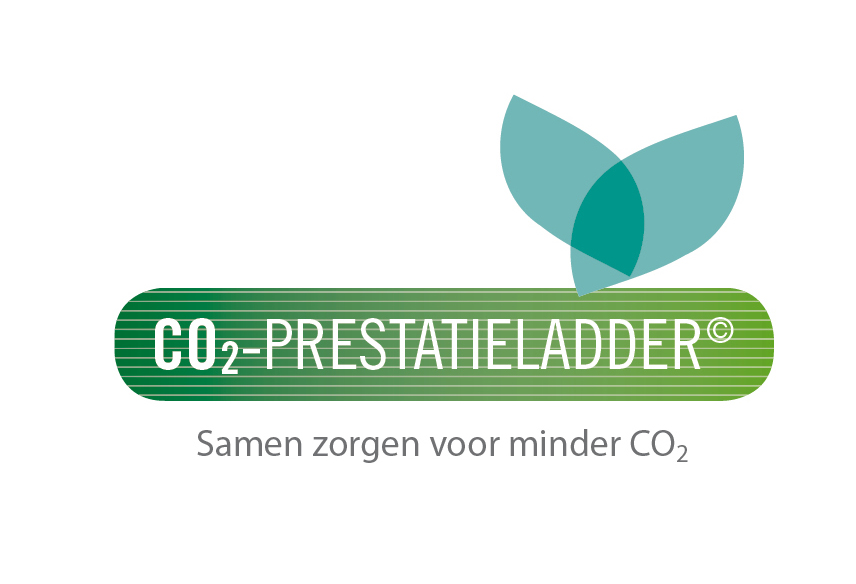 CO₂-PRESTATIELADDER©
Samen zorgen voor minder CO₂